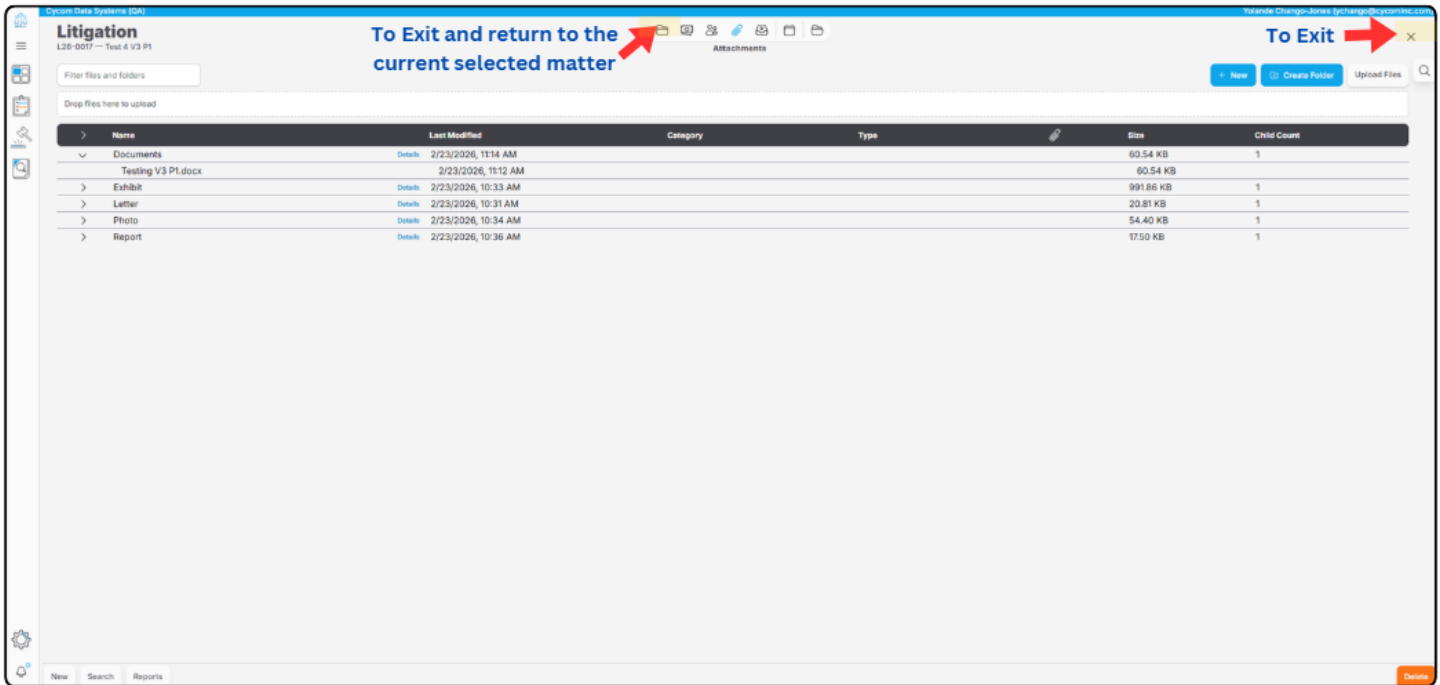 Cycom Data Systems (QA)
Yolande Chango-Jones (ychango@cycominc.com)
Litigation
L26-0017 — Test 4 V3 P1
To Exit and return to the
current selected matter
Attachments
To Exit
Filter files and folders
+ New Create Folder Upload Files
Drop files here to upload
Name Last Modified Category Type Size Child Count
Documents Details 2/23/2026, 11:14 AM 60.54 KB 1
Testing V3 P1.docx 2/23/2026, 11:12 AM 60.54 KB
Exhibit Details 2/23/2026, 10:33 AM 991.86 KB 1
Letter Details 2/23/2026, 10:31 AM 20.81 KB 1
Photo Details 2/23/2026, 10:34 AM 54.40 KB 1
Report Details 2/23/2026, 10:36 AM 17.50 KB 1
New Search Reports Delete